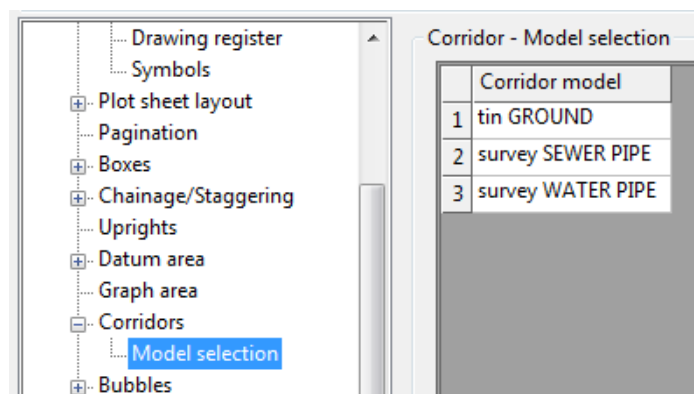 Drawing register
Symbols
Plot sheet layout
Pagination
Boxes
Chainage/Staggering
Uprights
Datum area
Graph area
Corridors
Model selection
Bubbles
Corridor - Model selection
Corridor model
1 tin GROUND
2 survey SEWER PIPE
3 survey WATER PIPE